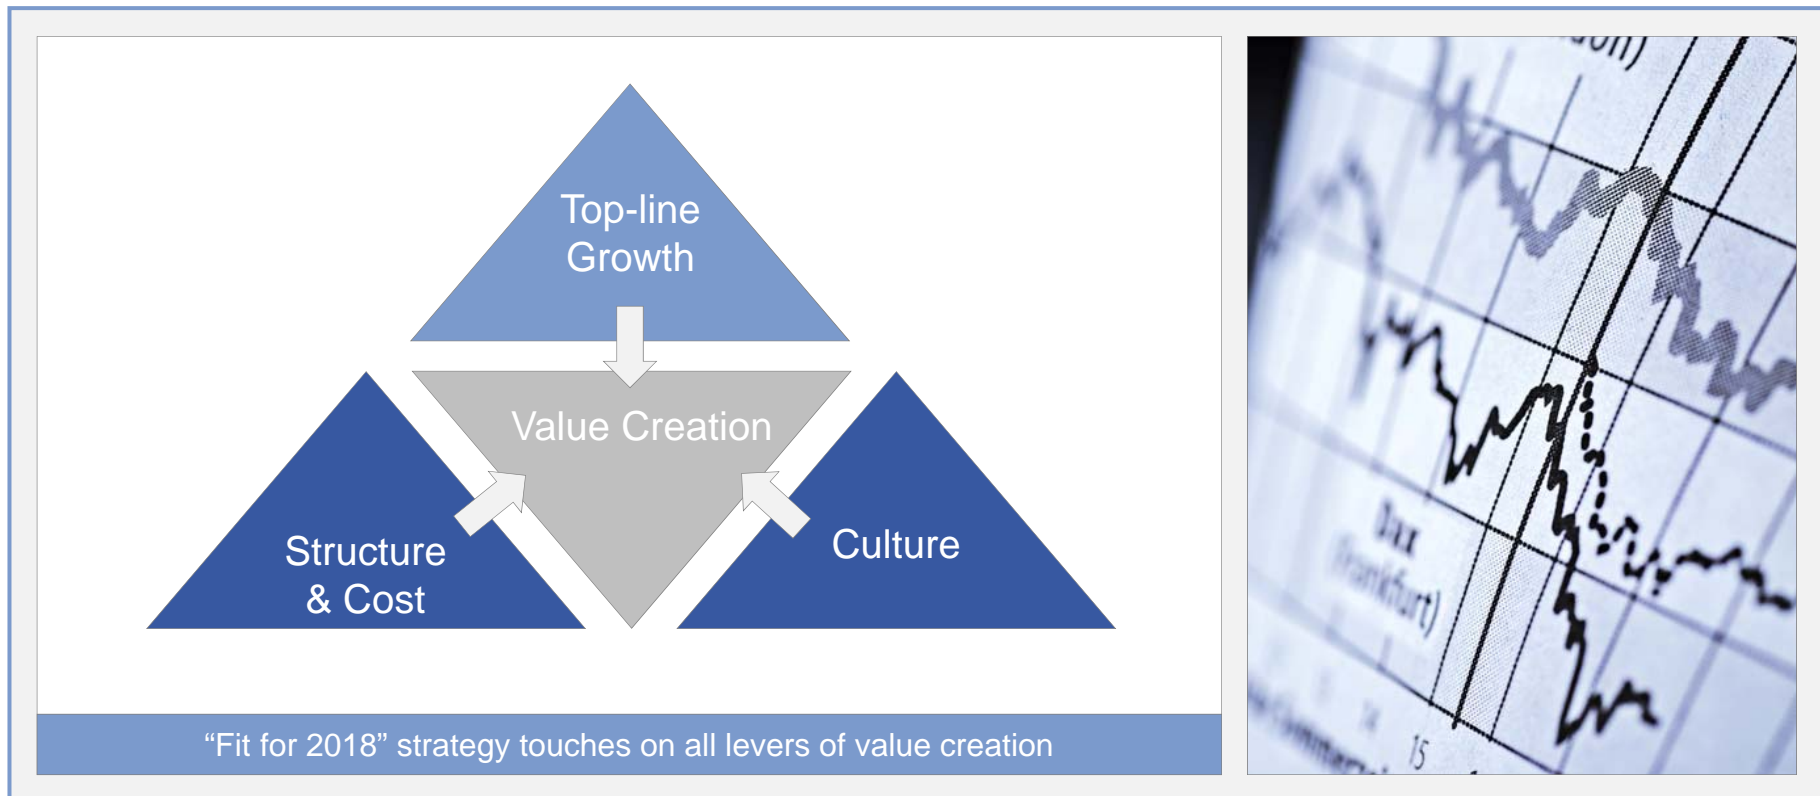 Top-line
Growth
Value Creation
Structure
& Cost
Culture
“Fit for 2018” strategy touches on all levers of value creation
Dax
(Frankfurt)
15